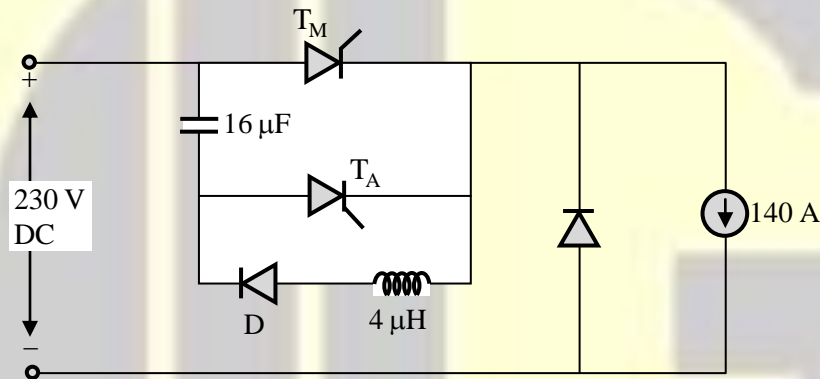 T_M
+
16 μF
T_A
230 V
DC
140 A
D
4 μH
−